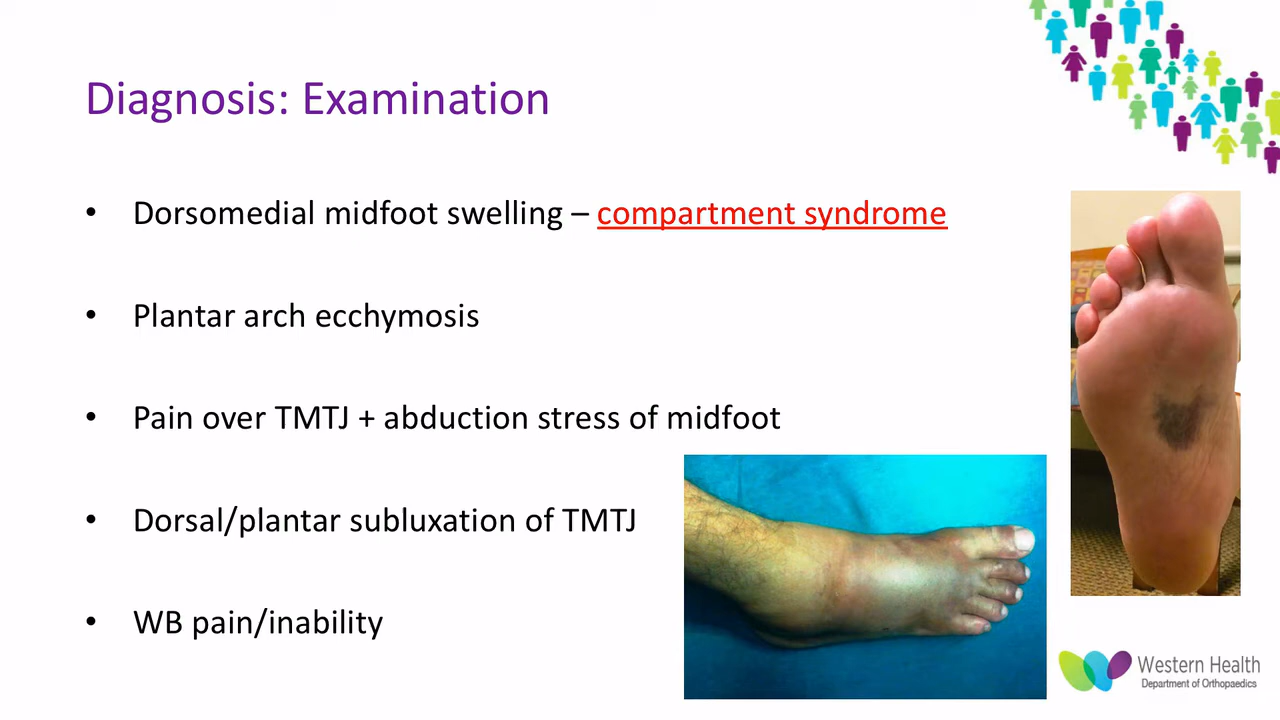 Diagnosis: Examination
• Dorsomedial midfoot swelling – compartment syndrome
• Plantar arch ecchymosis
• Pain over TMTJ + abduction stress of midfoot
• Dorsal/plantar subluxation of TMTJ
• WB pain/inability
Western Health
Department of Orthopaedics